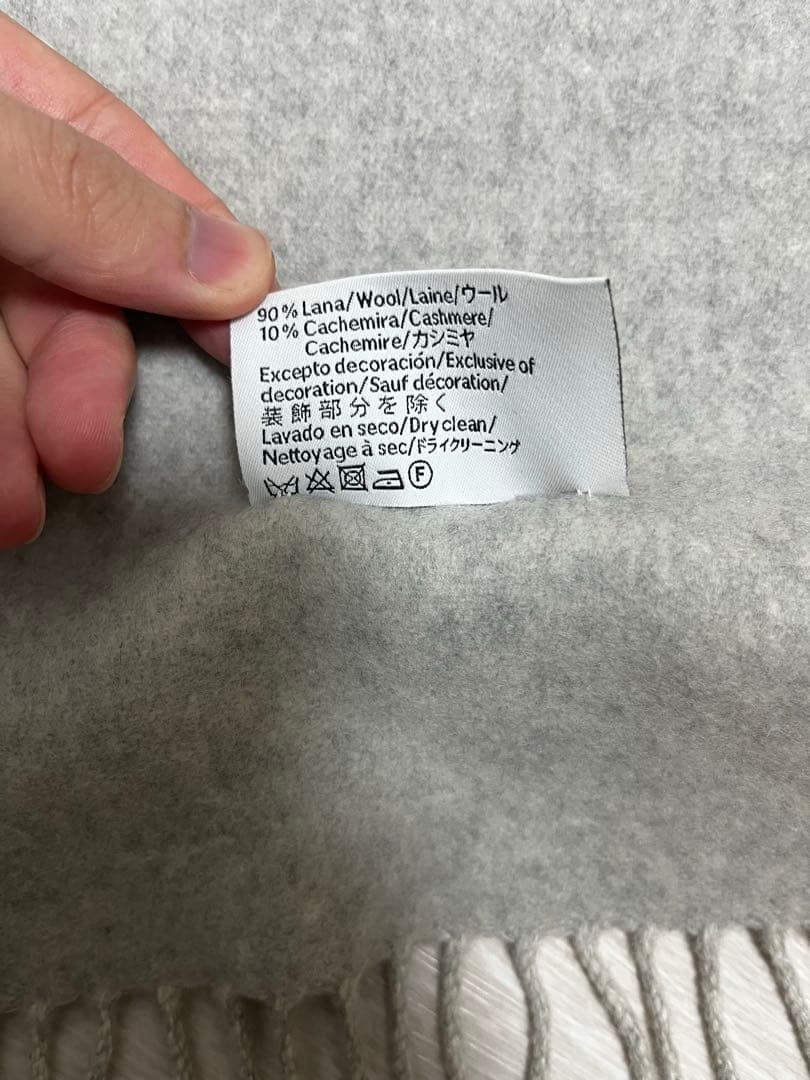 90% Lana/Wool/Laine/ウール
10% Cachemira/Cashmere/
Cachemire/カシミヤ
Excepto decoración/Exclusive of
decoration/Sauf décoration/
装飾部分を除く
Lavado en seco/Dry clean/
Nettoyage à sec/ドライクリーニング
F